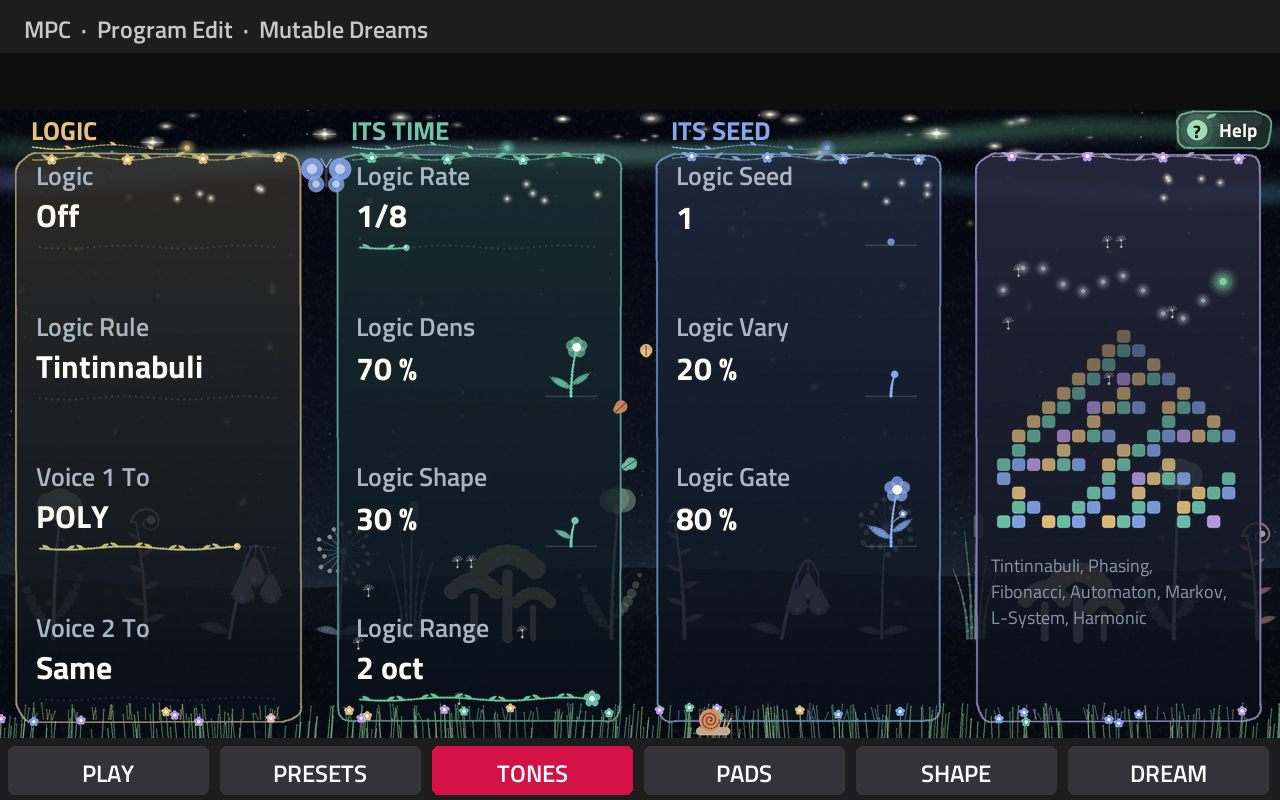 MPC · Program Edit · Mutable Dreams
LOGIC
Logic
Off
Logic Rule
Tintinnabuli
Voice 1 To
POLY
Voice 2 To
Same
ITS TIME
Logic Rate
1/8
Logic Dens
70 %
Logic Shape
30 %
Logic Range
2 oct
ITS SEED
Logic Seed
1
Logic Vary
20 %
Logic Gate
80 %
? Help
Tintinnabuli, Phasing,
Fibonacci, Automaton, Markov,
L-System, Harmonic
PLAY
PRESETS
TONES
PADS
SHAPE
DREAM